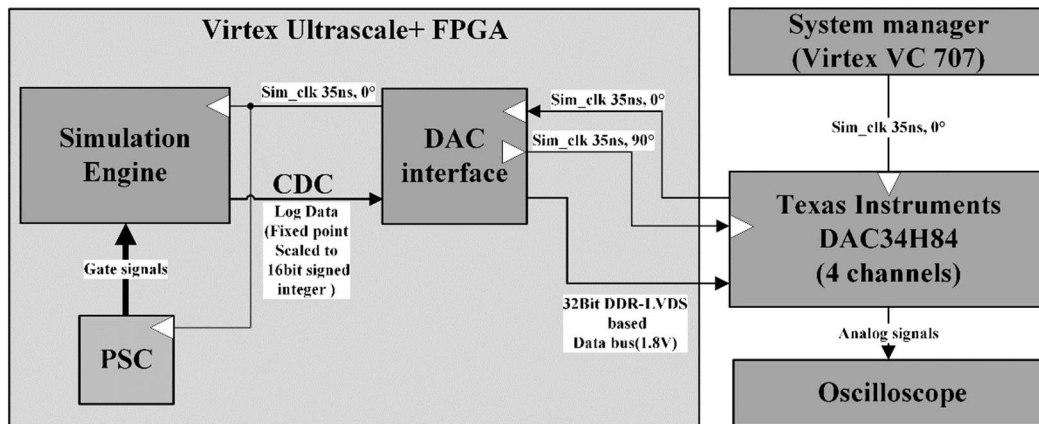 Virtex Ultrascale+ FPGA
System manager
(Virtex VC 707)
Sim_clk 35ns, 0°
Sim_clk 35ns, 0°
Sim_clk 35ns, 0°
Simulation
Engine
DAC
interface
Sim_clk 35ns, 90°
CDC
Log Data
(Fixed point
Scaled to
16bit signed
integer )
Texas Instruments
DAC34H84
(4 channels)
Gate signals
32Bit DDR-LVDS
based
Data bus(1.8V)
Analog signals
PSC
Oscilloscope